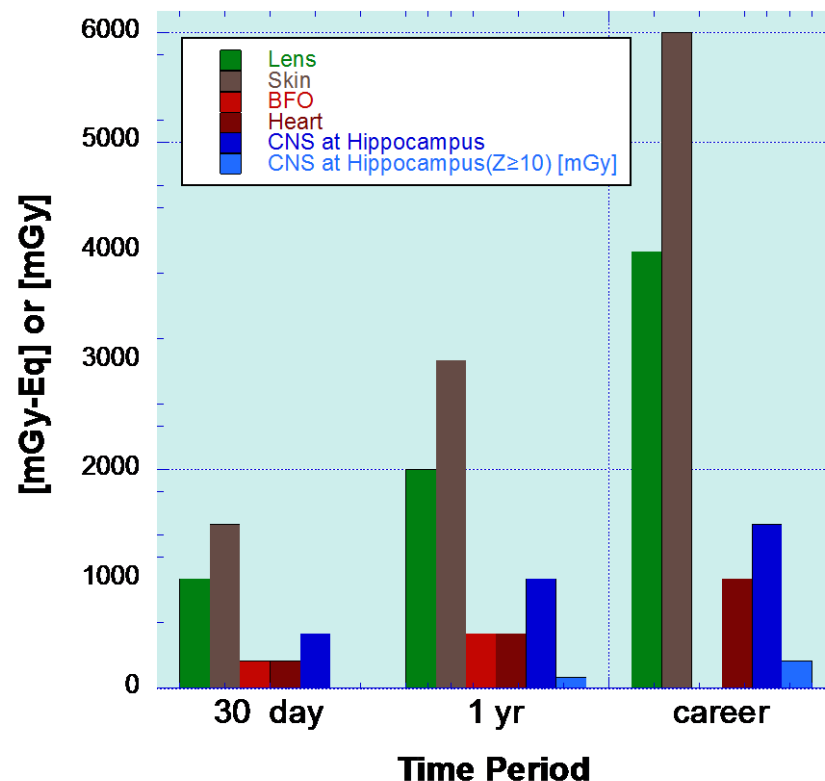 6000
5000
4000
3000
2000
1000
0
[mGy-Eq] or [mGy]
Lens
Skin
BFO
Heart
CNS at Hippocampus
CNS at Hippocampus(Z≥10) [mGy]
30 day
1 yr
career
Time Period